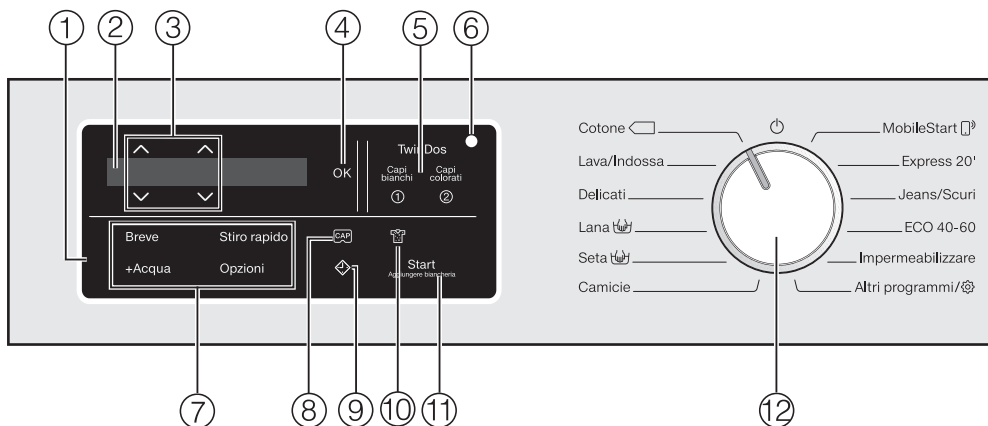 ① ② ③ ④ ⑤ ⑥
OK
TwinDos
Capi bianchi
Capi colorati
① ②
Breve
Stiro rapido
+Acqua
Opzioni
CAP
Start
Aggiungere biancheria
Cotone
Lava/Indossa
Delicati
Lana
Seta
Camicie
MobileStart
Express 20'
Jeans/Scuri
ECO 40-60
Impermeabilizzare
Altri programmi/
⑦ ⑧ ⑨ ⑩ ⑪ ⑫